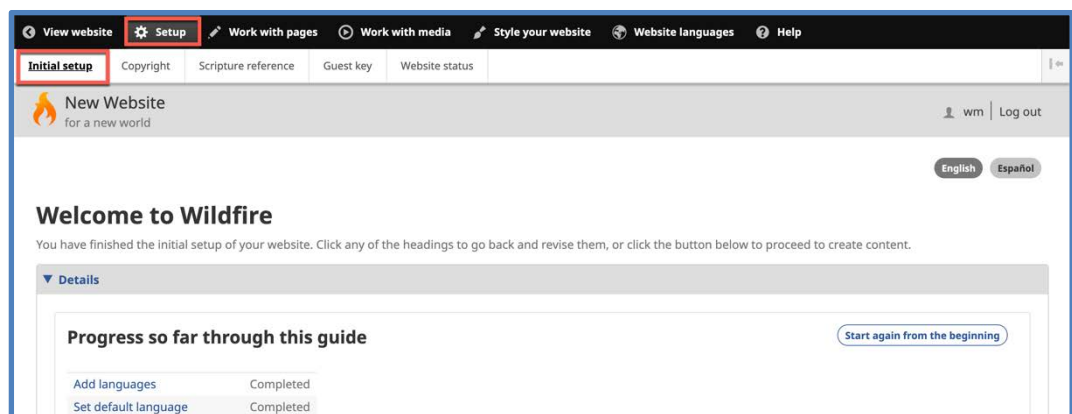 View website Setup Work with pages Work with media Style your website Website languages Help
Initial setup Copyright Scripture reference Guest key Website status
New Website
for a new world
wm Log out
English Español
Welcome to Wildfire
You have finished the initial setup of your website. Click any of the headings to go back and revise them, or click the button below to proceed to create content.
Details
Progress so far through this guide
Start again from the beginning
Add languages Completed
Set default language Completed